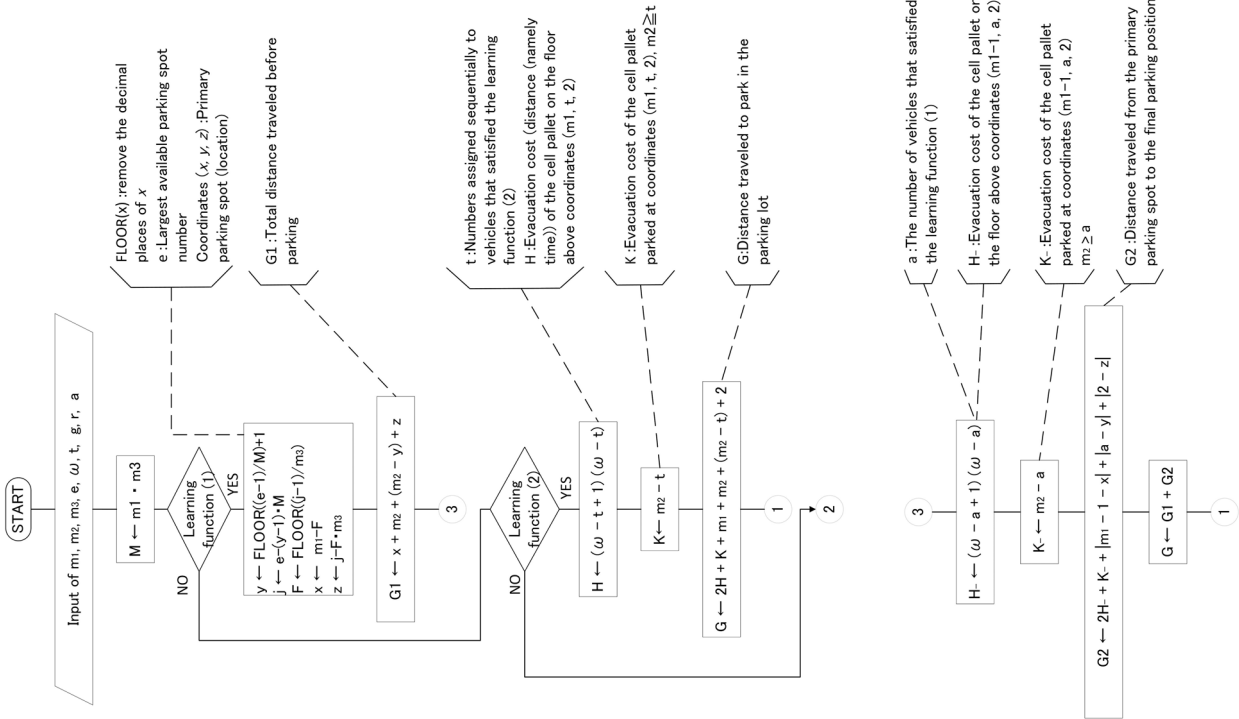 START
Input of m1, m2, m3, e, ω, t, g, r, a
M ← m1 · m3
Learning
function (1)
NO
YES
y ← FLOOR((e-1)/M)+1
j ← e-(y-1)·M
F ← FLOOR((j-1)/m3)
x ← m1-F
z ← j-F·m3
G1 ← x + m2 + (m2 − y) + z
3
FLOOR(x) :remove the decimal
places of x
e :Largest available parking spot
number
Coordinates (x, y, z) :Primary
parking spot (location)
G1 :Total distance traveled before
parking
Learning
function (2)
NO
YES
H ← (ω − t + 1) (ω − t)
K← m2 − t
G ← 2H + K + m1 + m2 + (m2 − t) + 2
1
2
t :Numbers assigned sequentially to
vehicles that satisfied the learning
function (2)
H :Evacuation cost (distance (namely
time)) of the cell pallet on the floor
above coordinates (m1, t, 2)
K:Evacuation cost of the cell pallet
parked at coordinates (m1, t, 2), m2≧t
G:Distance traveled to park in the
parking lot
3
H- ← (ω − a + 1) (ω − a)
K- ← m2 − a
G2 ← 2H- + K- + |m1 − 1 − x| + |a − y| + |2 − z|
G ← G1 + G2
1
a :The number of vehicles that satisfied
the learning function (1)
H- :Evacuation cost of the cell pallet on
the floor above coordinates (m1−1, a, 2)
K- :Evacuation cost of the cell pallet
parked at coordinates (m1−1, a, 2)
m2 ≥ a
G2 :Distance traveled from the primary
parking spot to the final parking position